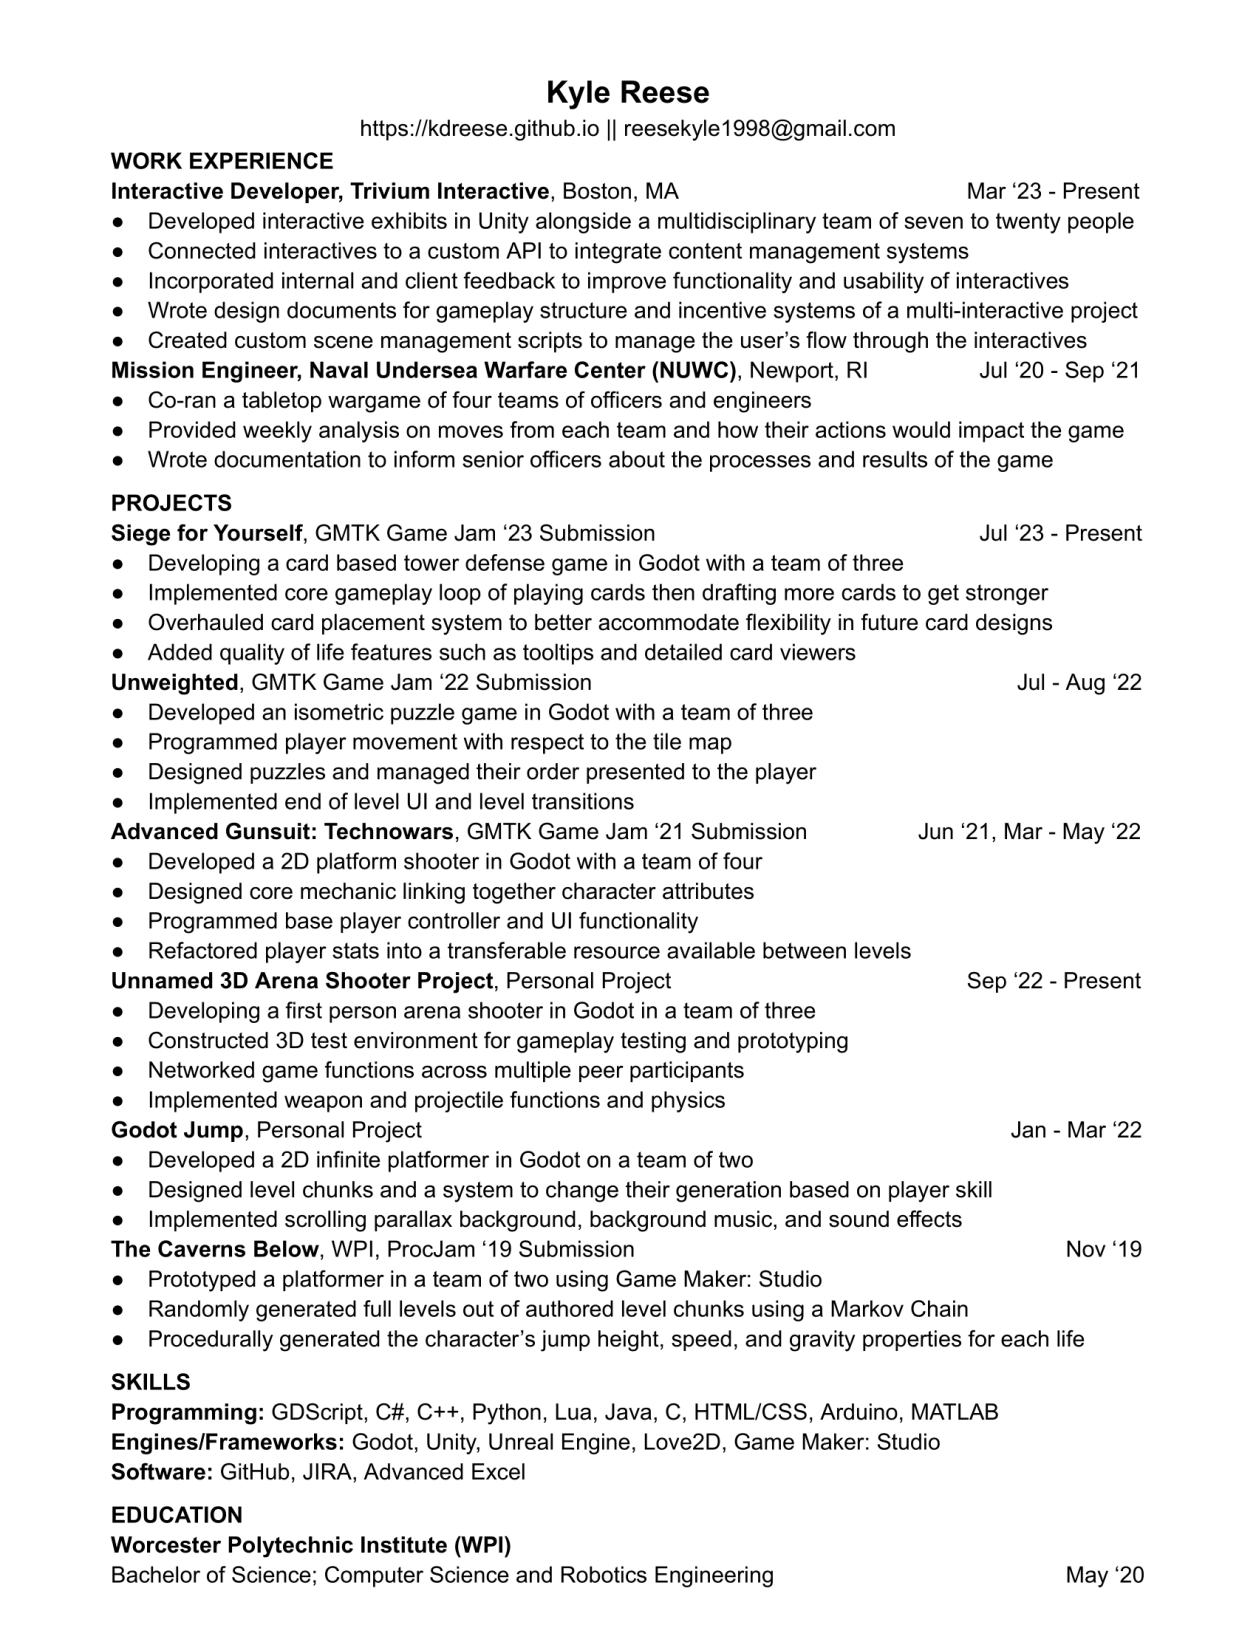 Kyle Reese
https://kdreese.github.io || reesekyle1998@gmail.com
WORK EXPERIENCE
Interactive Developer, Trivium Interactive, Boston, MA Mar ‘23 - Present
● Developed interactive exhibits in Unity alongside a multidisciplinary team of seven to twenty people
● Connected interactives to a custom API to integrate content management systems
● Incorporated internal and client feedback to improve functionality and usability of interactives
● Wrote design documents for gameplay structure and incentive systems of a multi-interactive project
● Created custom scene management scripts to manage the user’s flow through the interactives
Mission Engineer, Naval Undersea Warfare Center (NUWC), Newport, RI Jul ‘20 - Sep ‘21
● Co-ran a tabletop wargame of four teams of officers and engineers
● Provided weekly analysis on moves from each team and how their actions would impact the game
● Wrote documentation to inform senior officers about the processes and results of the game
PROJECTS
Siege for Yourself, GMTK Game Jam ‘23 Submission Jul ‘23 - Present
● Developing a card based tower defense game in Godot with a team of three
● Implemented core gameplay loop of playing cards then drafting more cards to get stronger
● Overhauled card placement system to better accommodate flexibility in future card designs
● Added quality of life features such as tooltips and detailed card viewers
Unweighted, GMTK Game Jam ‘22 Submission Jul - Aug ‘22
● Developed an isometric puzzle game in Godot with a team of three
● Programmed player movement with respect to the tile map
● Designed puzzles and managed their order presented to the player
● Implemented end of level UI and level transitions
Advanced Gunsuit: Technowars, GMTK Game Jam ‘21 Submission Jun ‘21, Mar - May ‘22
● Developed a 2D platform shooter in Godot with a team of four
● Designed core mechanic linking together character attributes
● Programmed base player controller and UI functionality
● Refactored player stats into a transferable resource available between levels
Unnamed 3D Arena Shooter Project, Personal Project Sep ‘22 - Present
● Developing a first person arena shooter in Godot in a team of three
● Constructed 3D test environment for gameplay testing and prototyping
● Networked game functions across multiple peer participants
● Implemented weapon and projectile functions and physics
Godot Jump, Personal Project Jan - Mar ‘22
● Developed a 2D infinite platformer in Godot on a team of two
● Designed level chunks and a system to change their generation based on player skill
● Implemented scrolling parallax background, background music, and sound effects
The Caverns Below, WPI, ProcJam ‘19 Submission Nov ‘19
● Prototyped a platformer in a team of two using Game Maker: Studio
● Randomly generated full levels out of authored level chunks using a Markov Chain
● Procedurally generated the character’s jump height, speed, and gravity properties for each life
SKILLS
Programming: GDScript, C#, C++, Python, Lua, Java, C, HTML/CSS, Arduino, MATLAB
Engines/Frameworks: Godot, Unity, Unreal Engine, Love2D, Game Maker: Studio
Software: GitHub, JIRA, Advanced Excel
EDUCATION
Worcester Polytechnic Institute (WPI)
Bachelor of Science; Computer Science and Robotics Engineering May ‘20